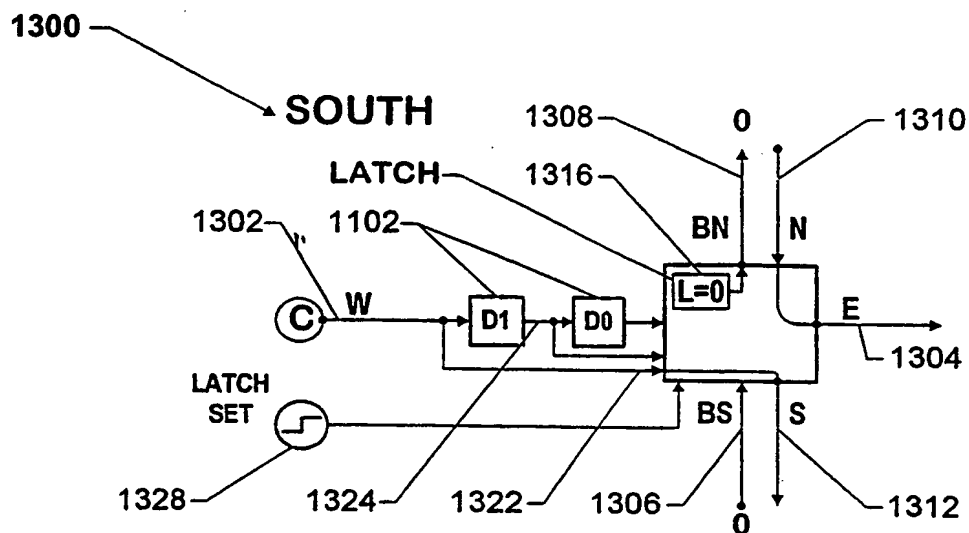 1300
SOUTH
1308
0
1310
LATCH
1316
1302
1102
BN
N
L=0
C
W
D1
D0
E
1304
LATCH
SET
BS
S
1328
1324
1322
1306
0
1312